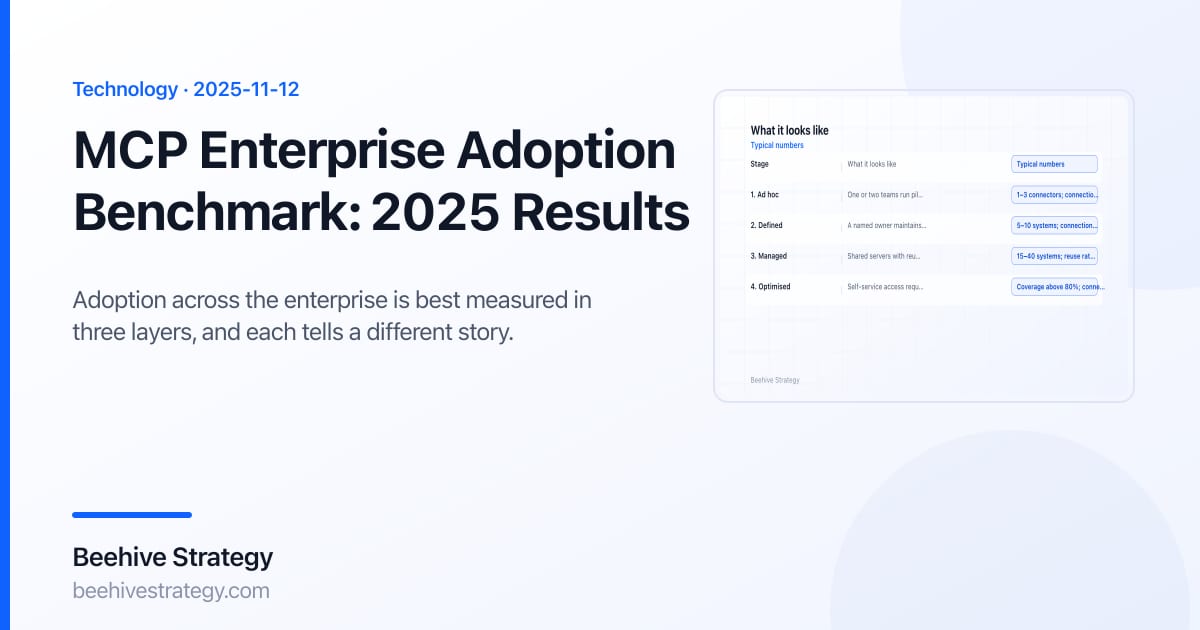 Technology · 2025-11-12
MCP Enterprise Adoption
Benchmark: 2025 Results
Adoption across the enterprise is best measured in
three layers, and each tells a different story.
What it looks like
Typical numbers
Stage What it looks like Typical numbers
1. Ad hoc One or two teams run pil... 1–3 connectors; connectio...
2. Defined A named owner maintains... 5–10 systems; connection...
3. Managed Shared servers with reu... 15–40 systems; reuse rat...
4. Optimised Self-service access requ... Coverage above 80%; conne...
Beehive Strategy
Beehive Strategy
beehivestrategy.com